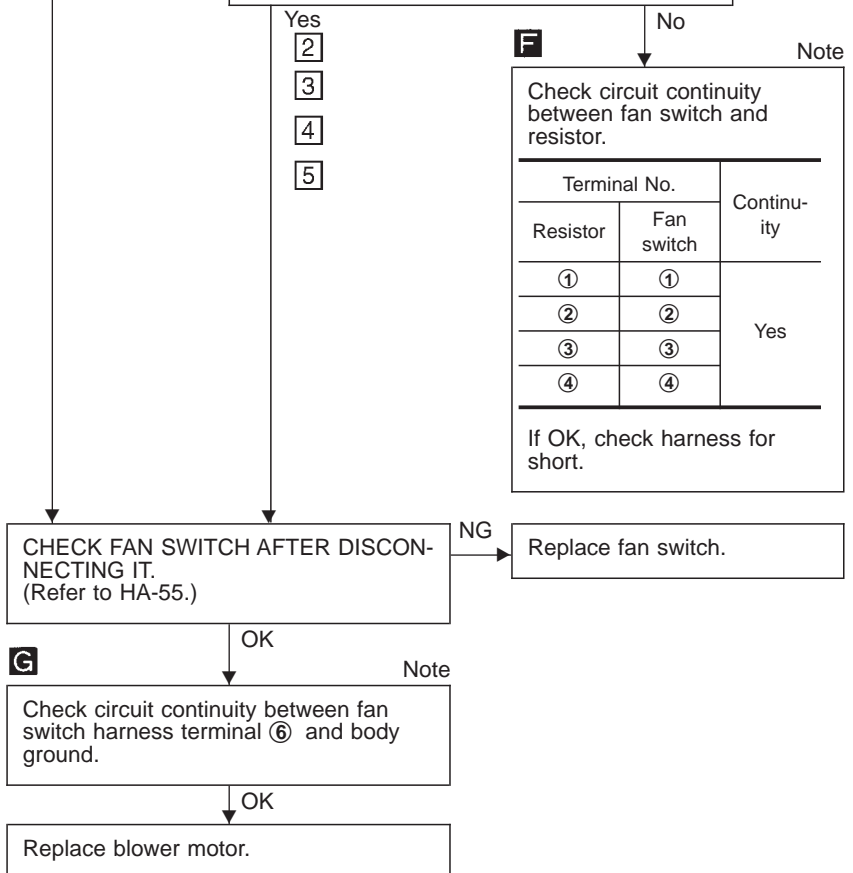 Yes
2
3
4
5
No
F
Note
Check circuit continuity
between fan switch and
resistor.
Terminal No.
Continu-
ity
Resistor
Fan
switch
① ①
② ②
③ ③
④ ④
Yes
If OK, check harness for
short.
CHECK FAN SWITCH AFTER DISCON-
NECTING IT.
(Refer to HA-55.)
NG
Replace fan switch.
OK
G
Note
Check circuit continuity between fan
switch harness terminal ⑥ and body
ground.
OK
Replace blower motor.